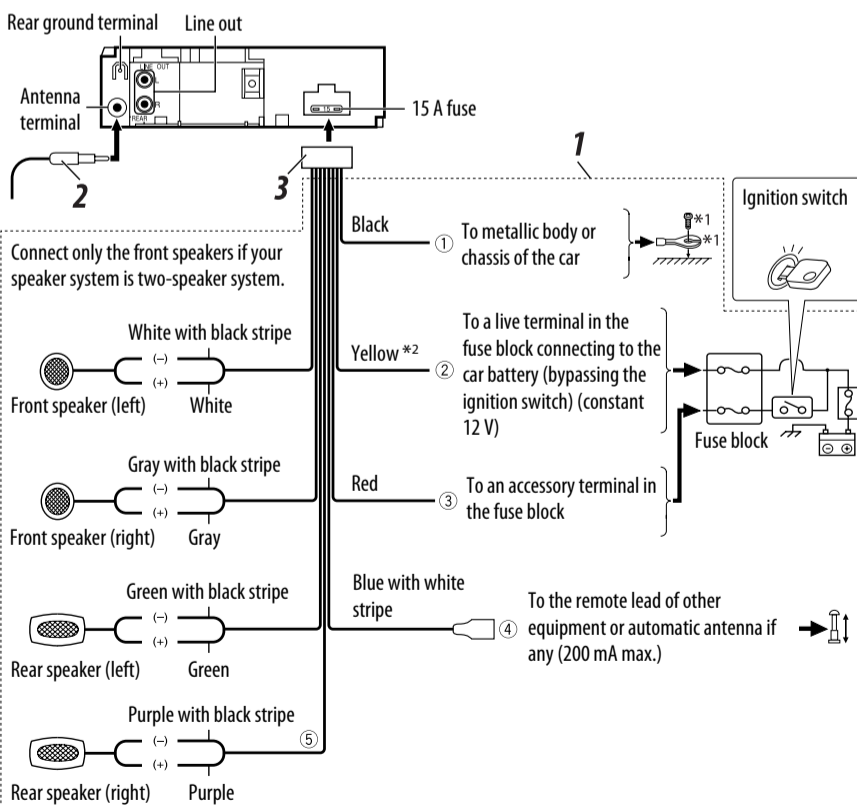 Rear ground terminal
Line out
LINE OUT
L
R
REAR
Antenna
terminal
15
15 A fuse
2
3
1
Ignition switch
Connect only the front speakers if your
speaker system is two-speaker system.
Black
① To metallic body or
chassis of the car
*1
*1
White with black stripe
(–)
(+)
Front speaker (left)
White
Yellow *2
② To a live terminal in the
fuse block connecting to the
car battery (bypassing the
ignition switch) (constant
12 V)
Fuse block
Gray with black stripe
(–)
(+)
Front speaker (right)
Gray
Red
③ To an accessory terminal in
the fuse block
Green with black stripe
(–)
(+)
Rear speaker (left)
Green
Blue with white
stripe
④ To the remote lead of other
equipment or automatic antenna if
any (200 mA max.)
Purple with black stripe
⑤
(–)
(+)
Rear speaker (right)
Purple